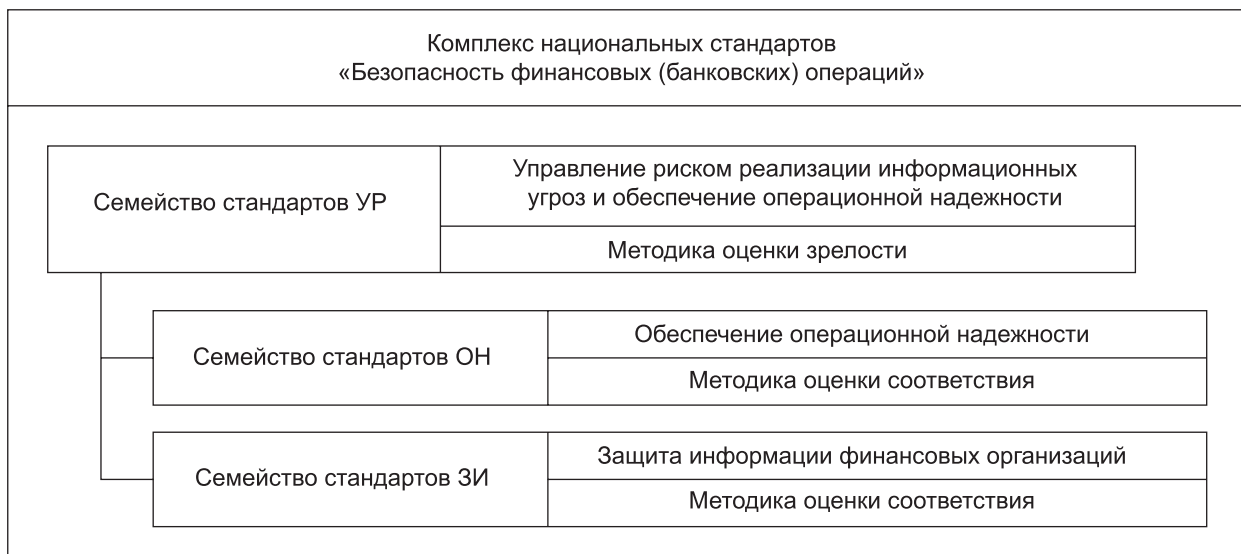 Комплекс национальных стандартов
«Безопасность финансовых (банковских) операций»
Семейство стандартов УР
Управление риском реализации информационных
угроз и обеспечение операционной надежности
Методика оценки зрелости
Семейство стандартов ОН
Обеспечение операционной надежности
Методика оценки соответствия
Семейство стандартов ЗИ
Защита информации финансовых организаций
Методика оценки соответствия